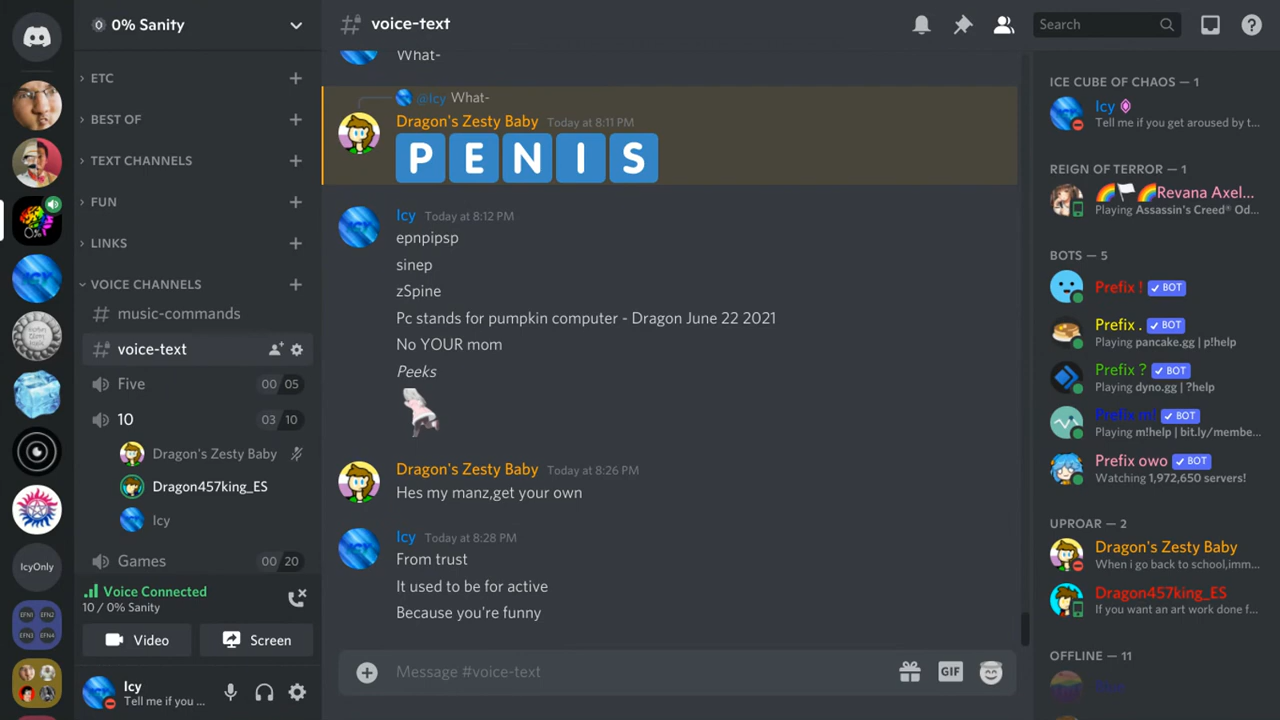 0% Sanity
ETC
BEST OF
TEXT CHANNELS
FUN
LINKS
VOICE CHANNELS
music-commands
voice-text
Five 00 05
10 03 10
Dragon's Zesty Baby
Dragon457king_ES
Icy
Games 00 20
Voice Connected
10 / 0% Sanity
Video Screen
Icy
Tell me if you ...
ICY
IcyOnly
EFN1 EFN2
EFN3 EFN4
voice-text
Search
What-
@Icy What-
Dragon's Zesty Baby Today at 8:11 PM
P E N I S
Icy Today at 8:12 PM
epnpipsp
sinep
zSpine
Pc stands for pumpkin computer - Dragon June 22 2021
No YOUR mom
Peeks
Dragon's Zesty Baby Today at 8:26 PM
Hes my manz,get your own
Icy Today at 8:28 PM
From trust
It used to be for active
Because you're funny
Message #voice-text
GIF
ICE CUBE OF CHAOS — 1
Icy
Tell me if you get aroused by t...
REIGN OF TERROR — 1
Revana Axel...
Playing Assassin's Creed® Od...
BOTS — 5
Prefix ! BOT
Prefix . BOT
Playing pancake.gg | p!help
Prefix ? BOT
Playing dyno.gg | ?help
Prefix m! BOT
Playing m!help | bit.ly/membe...
Prefix owo BOT
Watching 1,972,650 servers!
UPROAR — 2
Dragon's Zesty Baby
When i go back to school,imm...
Dragon457king_ES
If you want an art work done f...
OFFLINE — 11